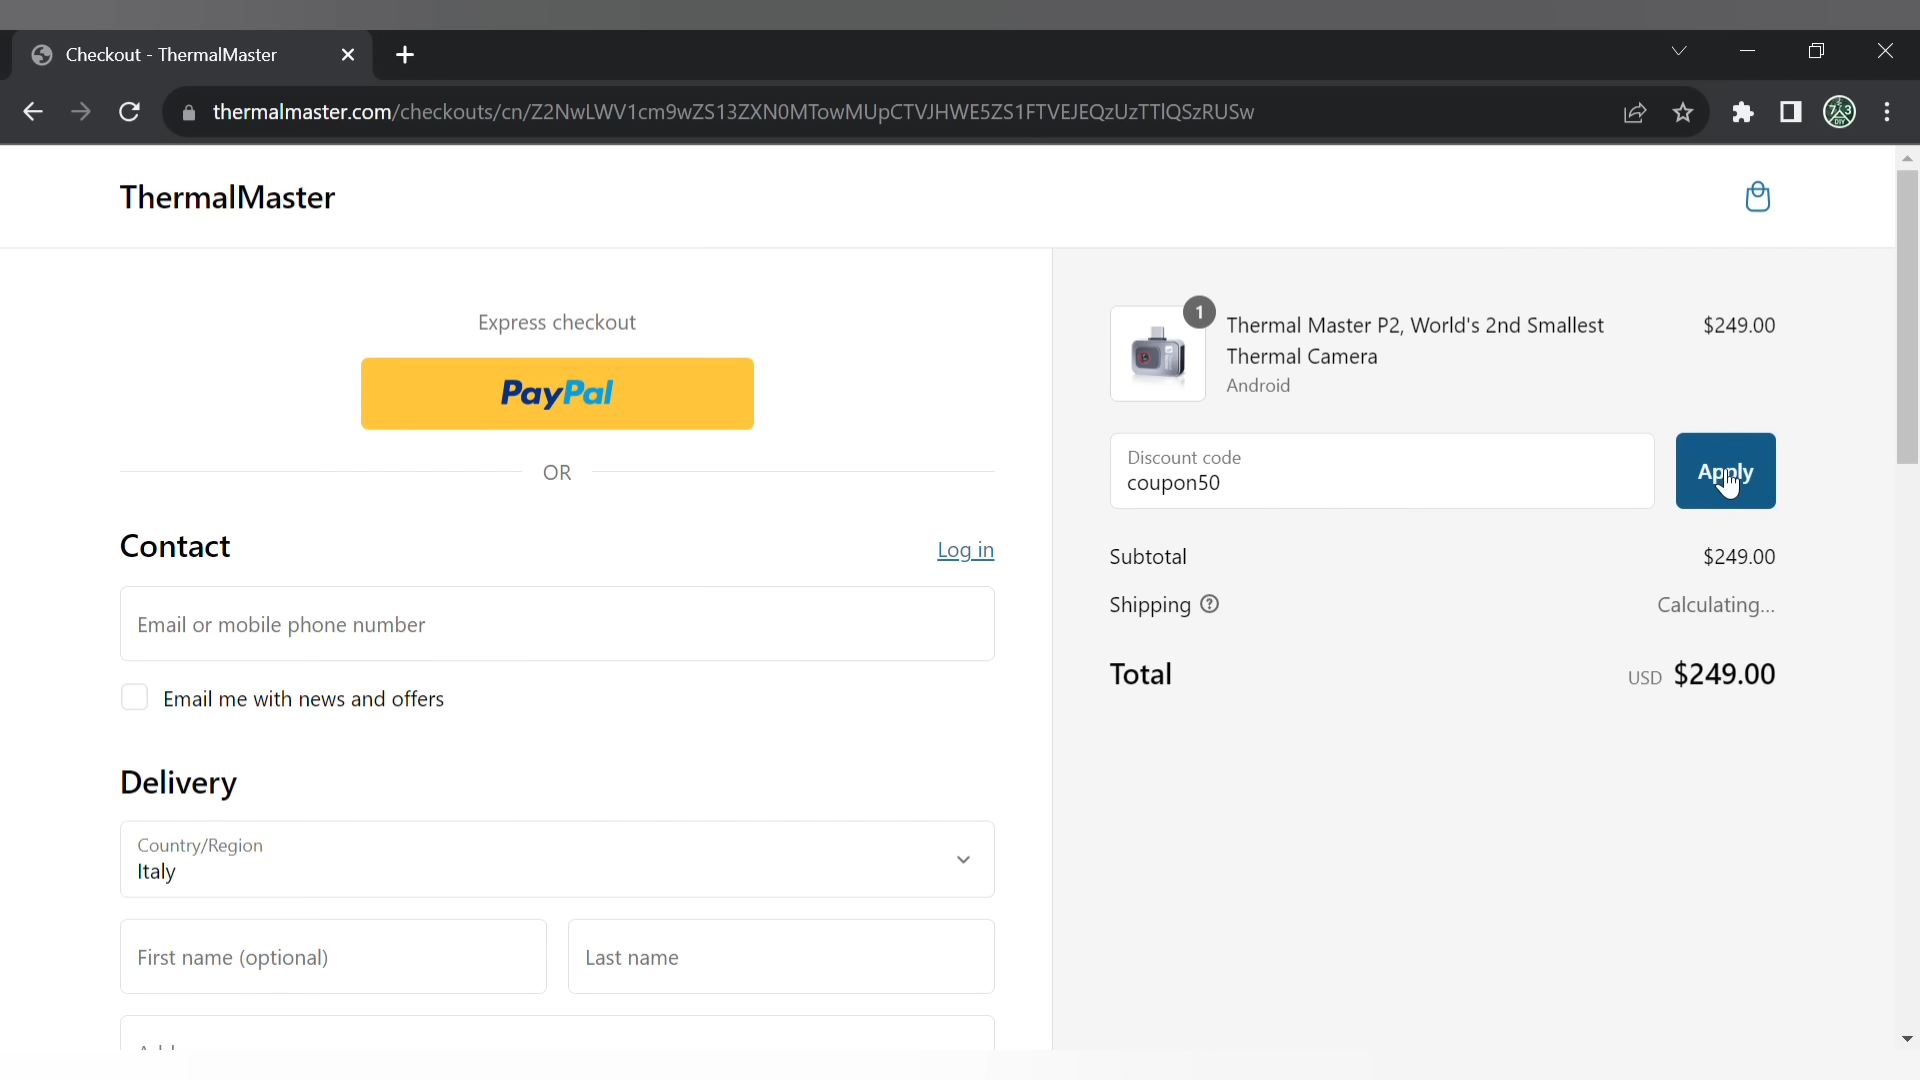 Checkout - ThermalMaster
thermalmaster.com/checkouts/cn/Z2NwLWV1cm9wZS13ZXN0MTowMUpCTVJHWE5ZS1FTVEJEQzUzTTlQSzRUSw
ThermalMaster
Express checkout
PayPal
OR
Contact
Log in
Email or mobile phone number
Email me with news and offers
Delivery
Country/Region
Italy
First name (optional)
Last name
1
Thermal Master P2, World's 2nd Smallest
Thermal Camera
Android
$249.00
Discount code
coupon50
Apply
Subtotal
$249.00
Shipping
Calculating...
Total
USD $249.00